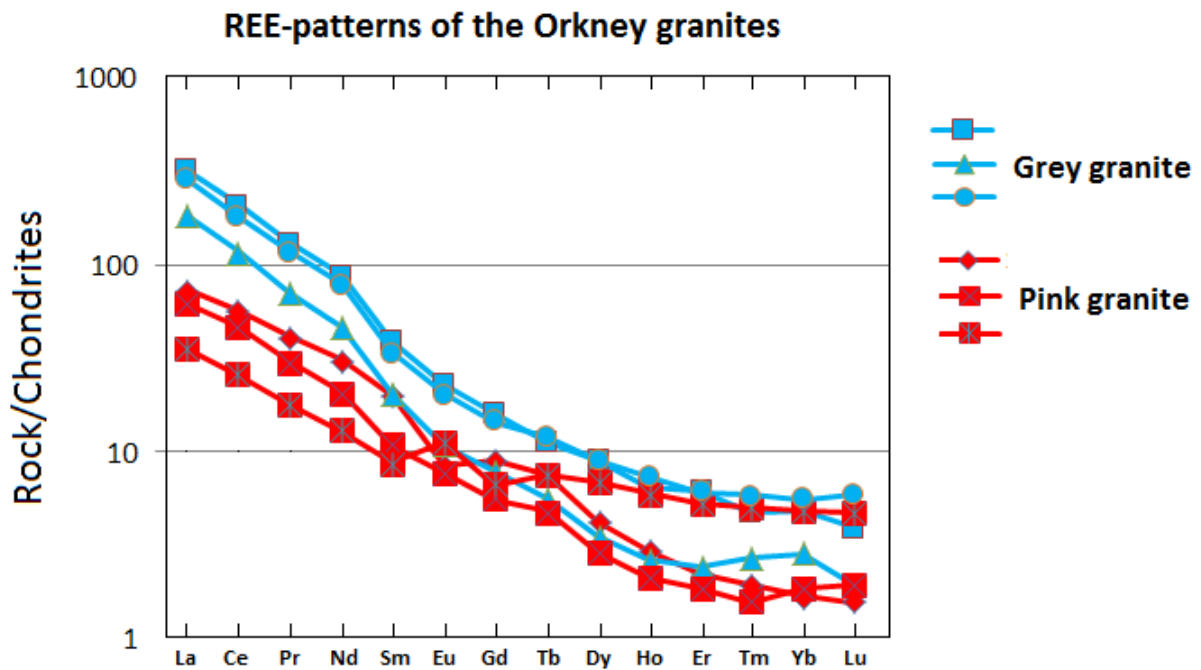 REE-patterns of the Orkney granites
Rock/Chondrites
1000
100
10
1
La Ce Pr Nd Sm Eu Gd Tb Dy Ho Er Tm Yb Lu
Grey granite
Pink granite